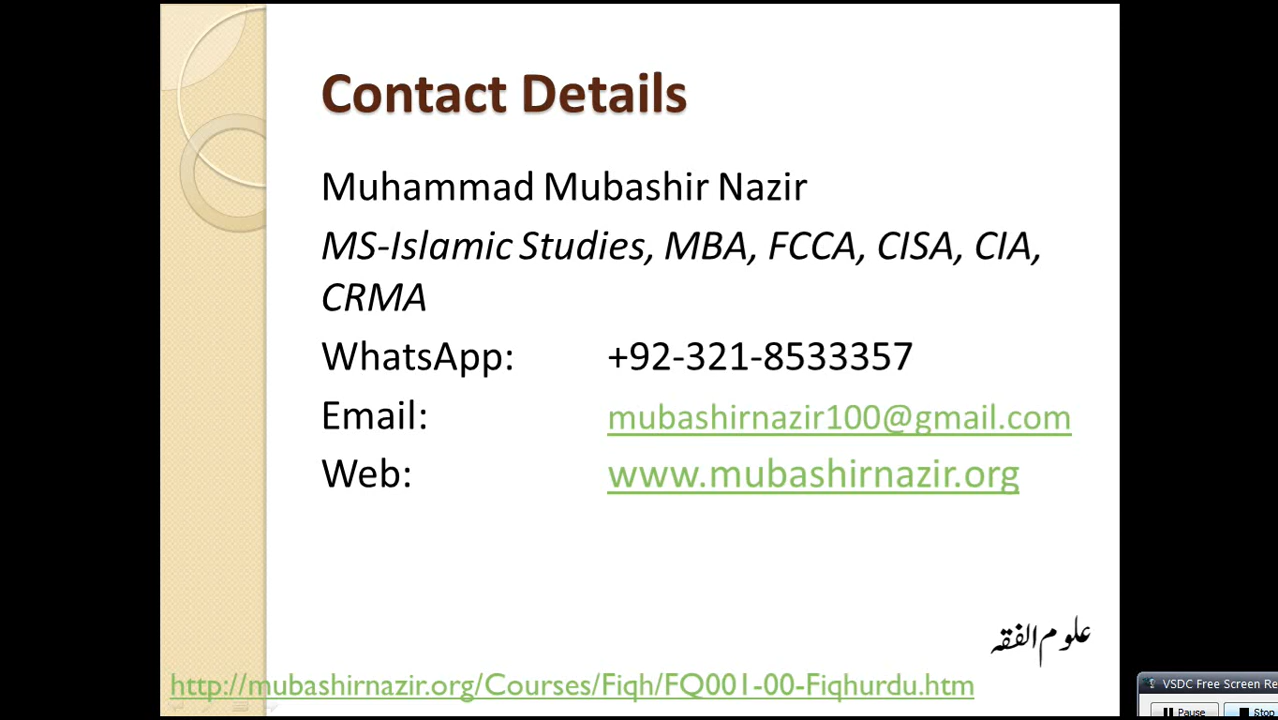 Contact Details
Muhammad Mubashir Nazir
MS-Islamic Studies, MBA, FCCA, CISA, CIA,
CRMA
WhatsApp: +92-321-8533357
Email: mubashirnazir100@gmail.com
Web: www.mubashirnazir.org
علوم الفقہ
http://mubashirnazir.org/Courses/Fiqh/FQ001-00-Fiqhurdu.htm
VSDC Free Screen Re
Pause Stop